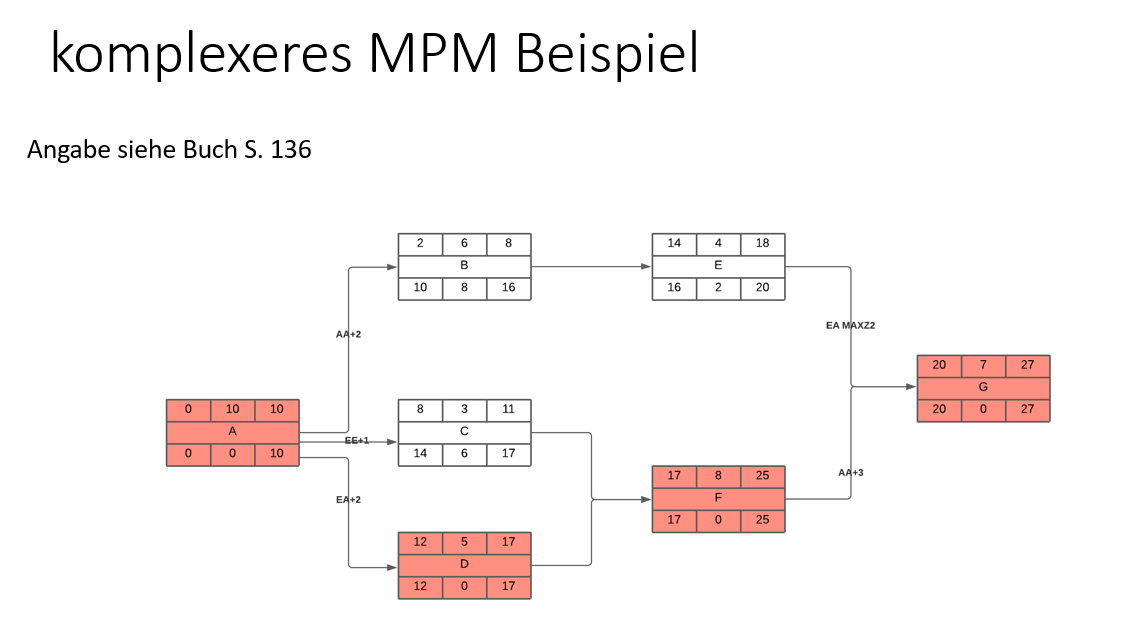 komplexeres MPM Beispiel
Angabe siehe Buch S. 136
2 6 8
B
10 8 16
14 4 18
E
16 2 20
AA+2
EA MAXZ2
20 7 27
G
20 0 27
0 10 10
A
0 0 10
EE+1
8 3 11
C
14 6 17
EA+2
17 8 25
F
17 0 25
AA+3
12 5 17
D
12 0 17